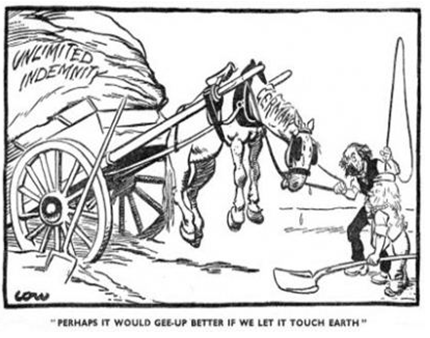 UNLIMITED
INDEMNITY
GERMANY
LOW
"PERHAPS IT WOULD GEE-UP BETTER IF WE LET IT TOUCH EARTH"